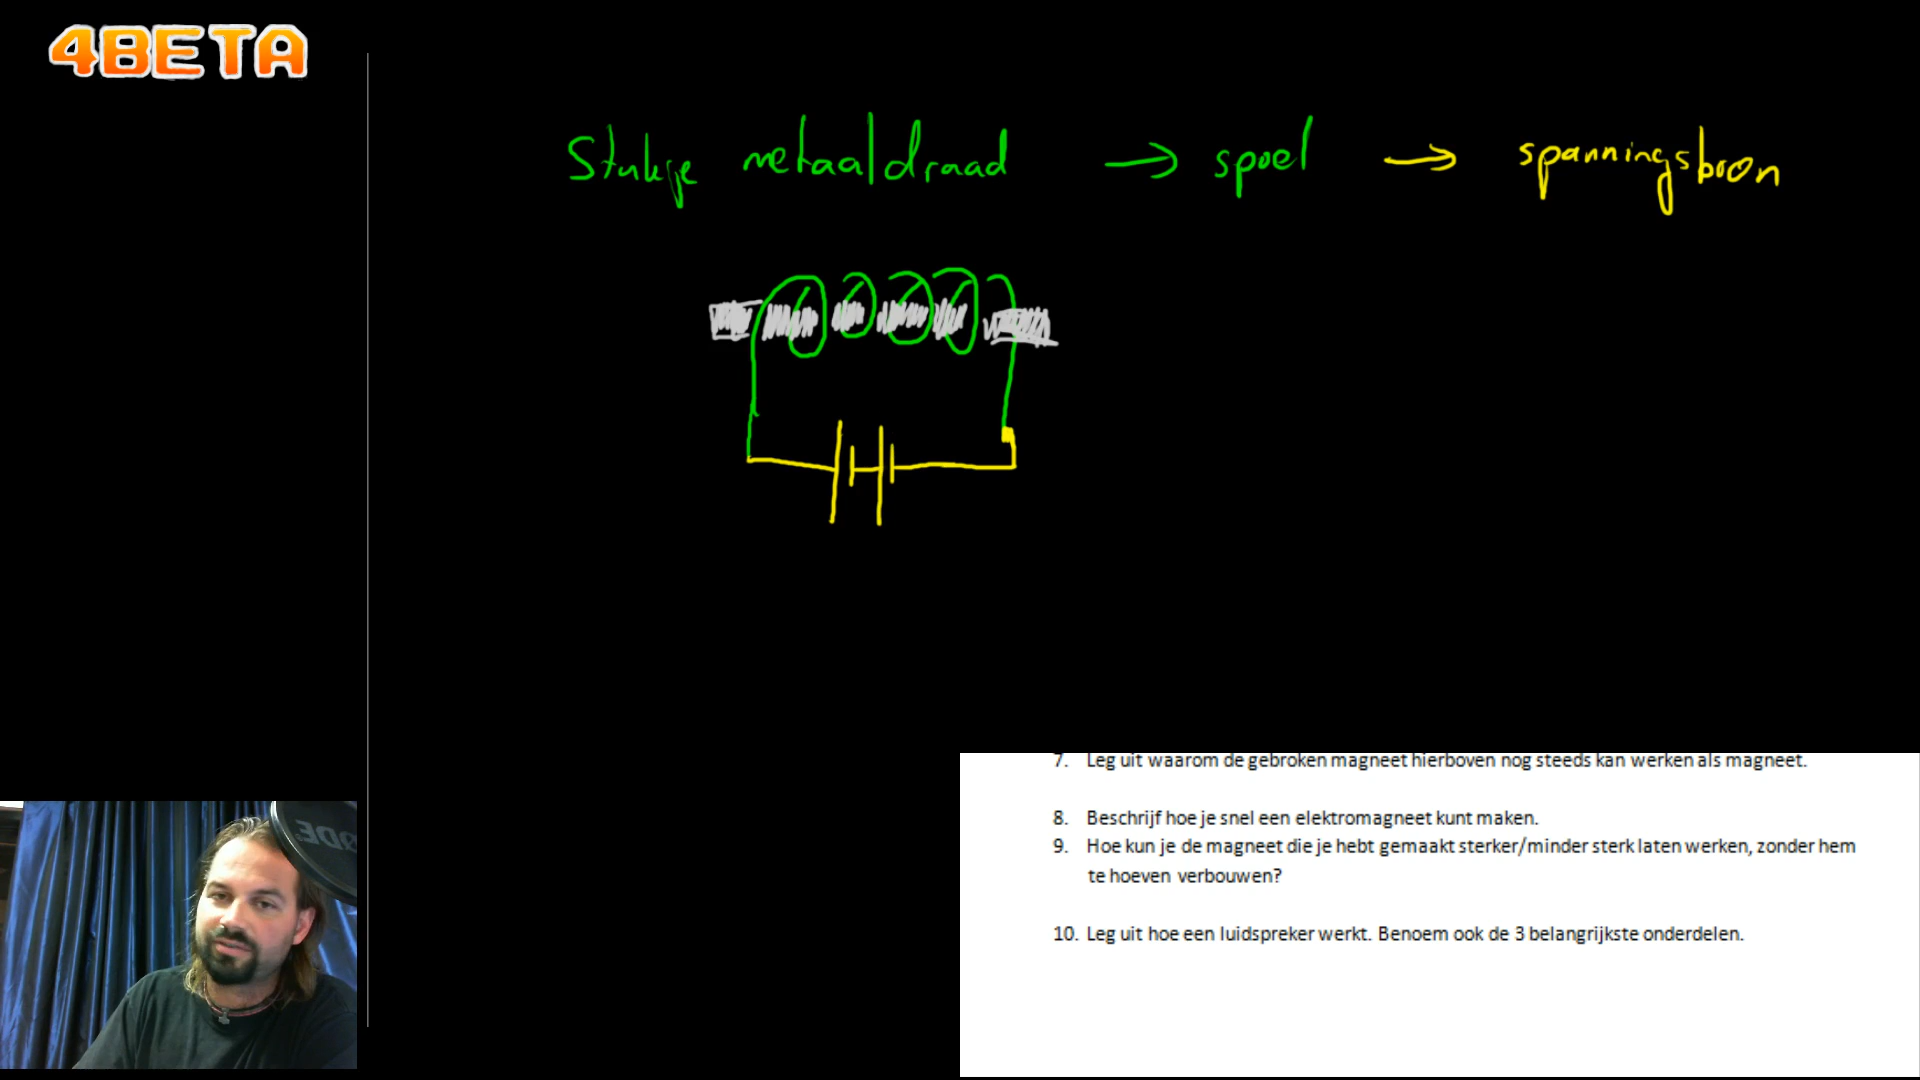 4BETA
Stukje metaaldraad → spoel → spanningsbron
7. Leg uit waarom de gebroken magneet hierboven nog steeds kan werken als magneet.
8. Beschrijf hoe je snel een elektromagneet kunt maken.
9. Hoe kun je de magneet die je hebt gemaakt sterker/minder sterk laten werken, zonder hem
te hoeven verbouwen?
10. Leg uit hoe een luidspreker werkt. Benoem ook de 3 belangrijkste onderdelen.